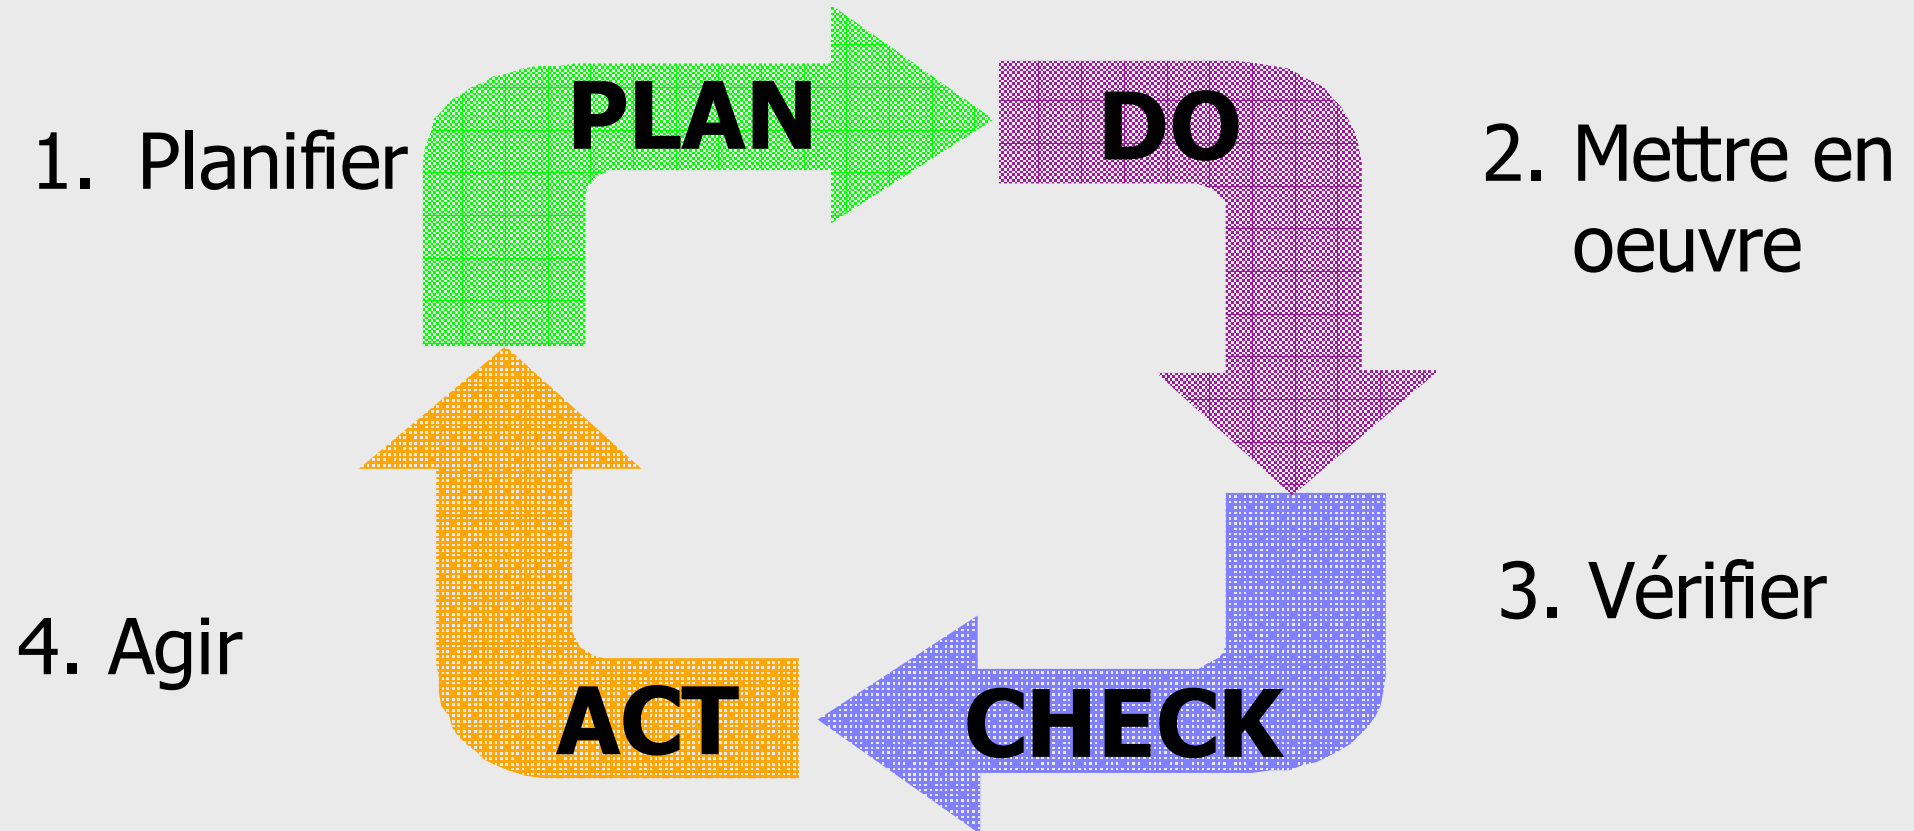 PLAN
DO
1. Planifier
2. Mettre en
oeuvre
3. Vérifier
4. Agir
ACT
CHECK